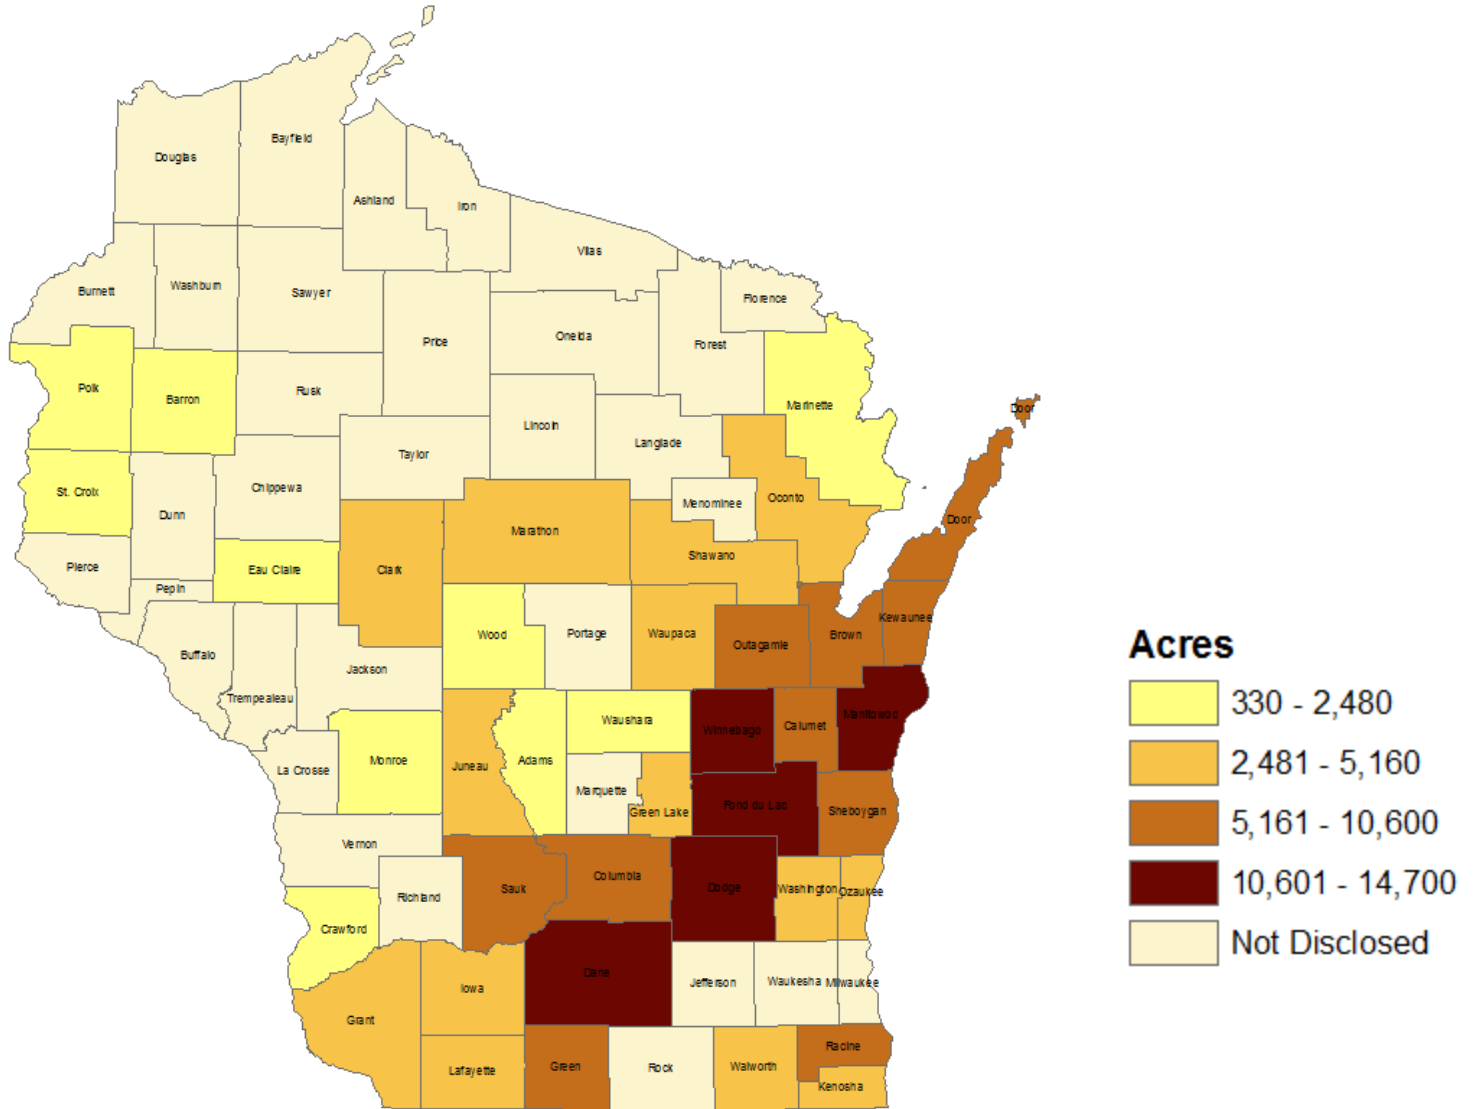 Bayfield
Douglas
Ashland
Iron
Vilas
Burnett
Washburn
Sawyer
Florence
Price
Oneida
Forest
Polk
Barron
Rusk
Marinette
Door
Lincoln
Langlade
Taylor
St. Croix
Chippewa
Menominee
Oconto
Dunn
Door
Marathon
Shawano
Pierce
Eau Claire
Clark
Pepin
Kewaunee
Wood
Portage
Waupaca
Brown
Outagamie
Buffalo
Jackson
Trempealeau
Manitowoc
Waushara
Winnebago
Calumet
Monroe
Adams
Juneau
La Crosse
Marquette
Fond du Lac
Green Lake
Sheboygan
Vernon
Columbia
Sauk
Dodge
Washington
Ozaukee
Richland
Crawford
Dane
Jefferson
Waukesha
Milwaukee
Iowa
Grant
Racine
Green
Rock
Walworth
Lafayette
Kenosha
Acres
330 - 2,480
2,481 - 5,160
5,161 - 10,600
10,601 - 14,700
Not Disclosed